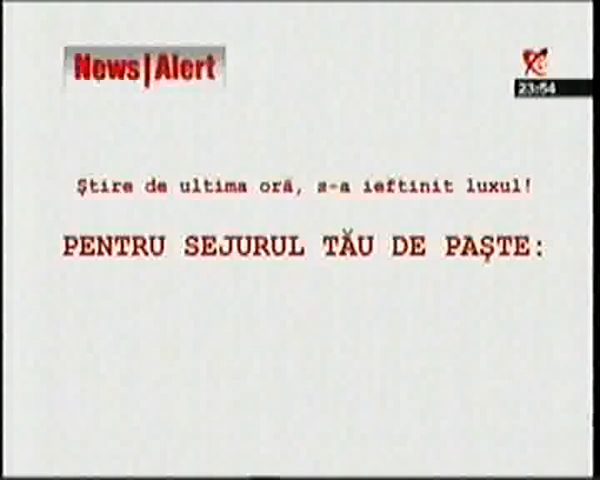 News|Alert
23:54
Ştire de ultima oră, s-a ieftinit luxul!
PENTRU SEJURUL TĂU DE PAŞTE: